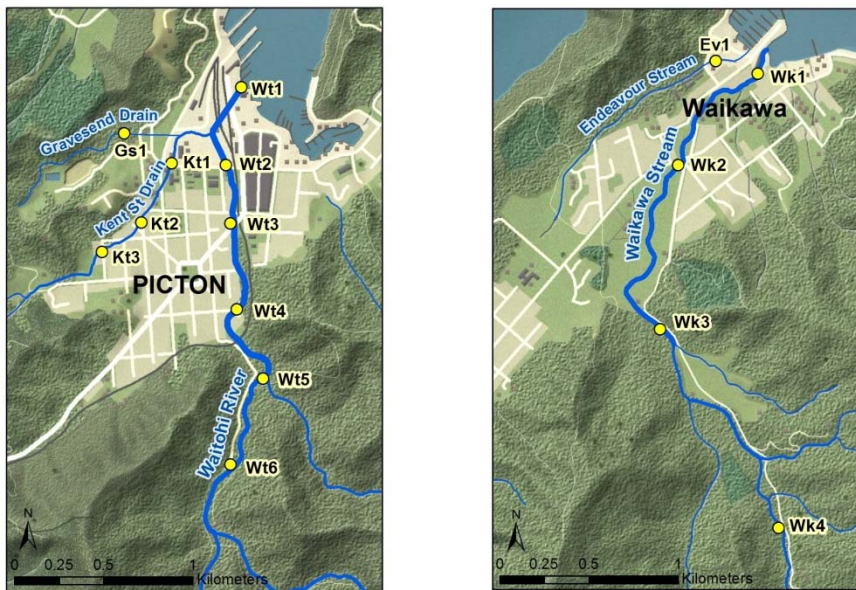 Wt1
Gravesend Drain
Gs1
Kt1
Wt2
Kent St Drain
Kt2
Wt3
Kt3
PICTON
Wt4
Wt5
Waitohi River
Wt6
N
0 0.25 0.5 1
Kilometers
Ev1
Wk1
Endeavour Stream
Waikawa
Wk2
Waikawa Stream
Wk3
Wk4
N
0 0.25 0.5 1
Kilometers